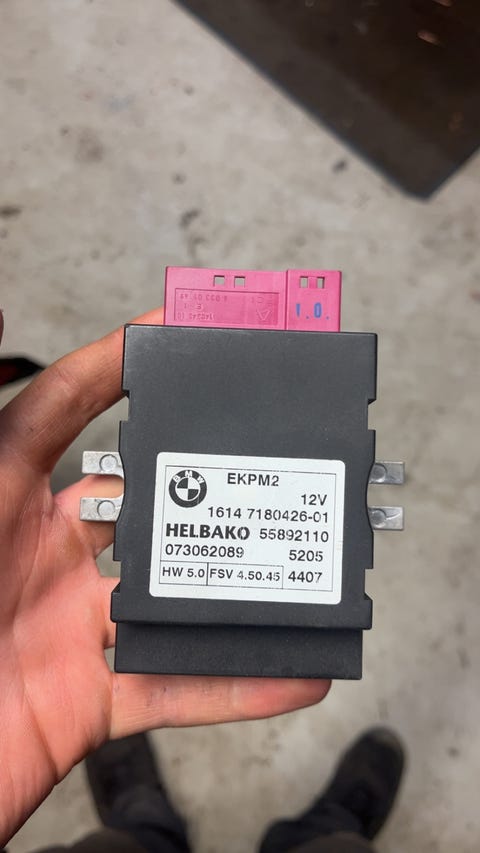 1.0.
BMW
EKPM2
12V
1614 7180426-01
HELBAKO 55892110
073062089 5205
HW 5.0 FSV 4.50.45 4407